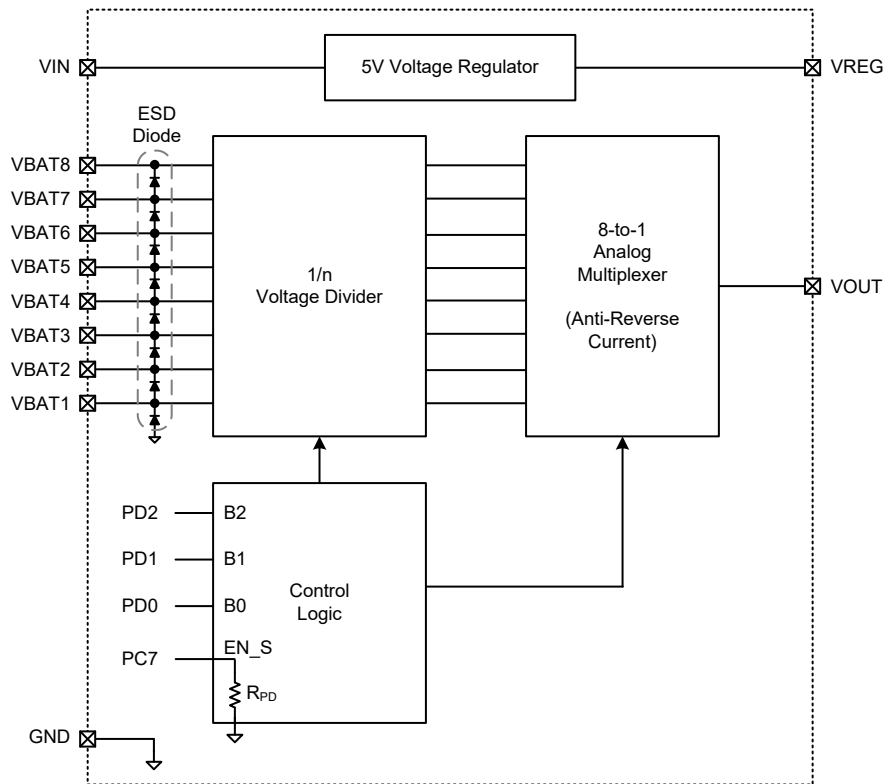 VIN
5V Voltage Regulator
VREG
ESD
Diode
VBAT8
VBAT7
VBAT6
VBAT5
VBAT4
VBAT3
VBAT2
VBAT1
1/n
Voltage Divider
8-to-1
Analog
Multiplexer
(Anti-Reverse
Current)
VOUT
PD2
B2
PD1
B1
PD0
B0
Control
Logic
PC7
EN_S
RPD
GND